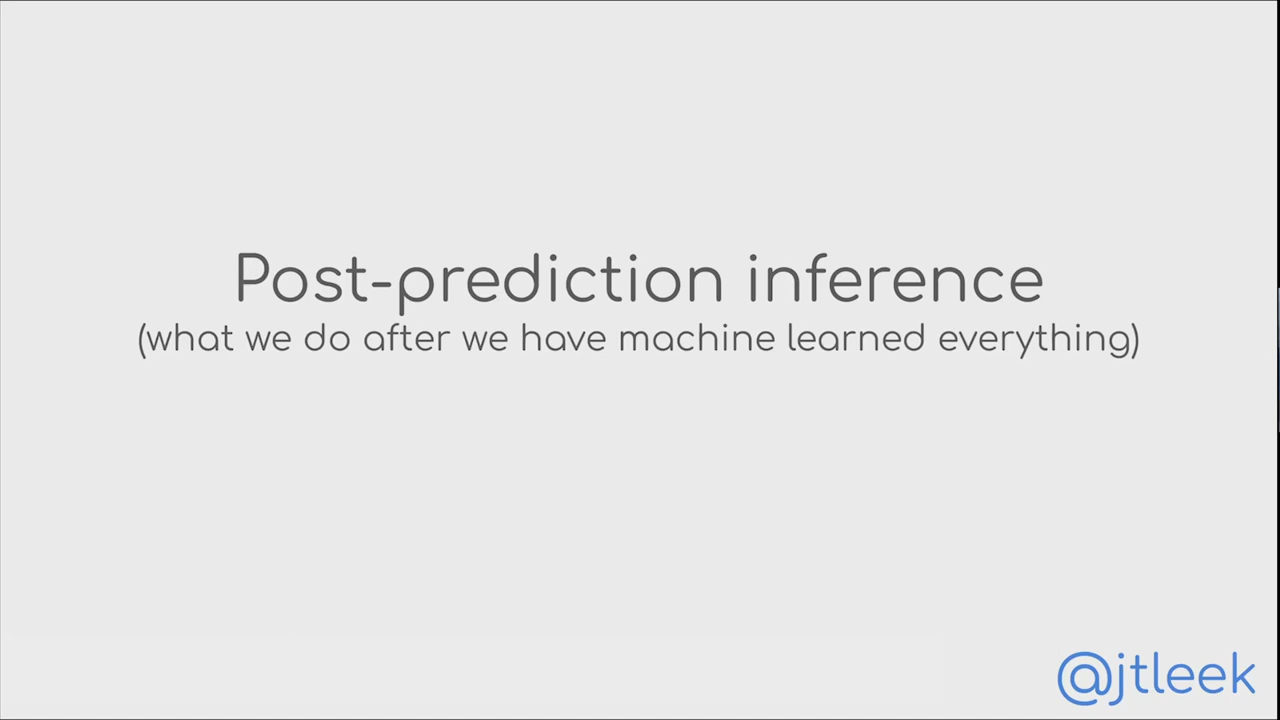 Post-prediction inference
(what we do after we have machine learned everything)
@jtleek